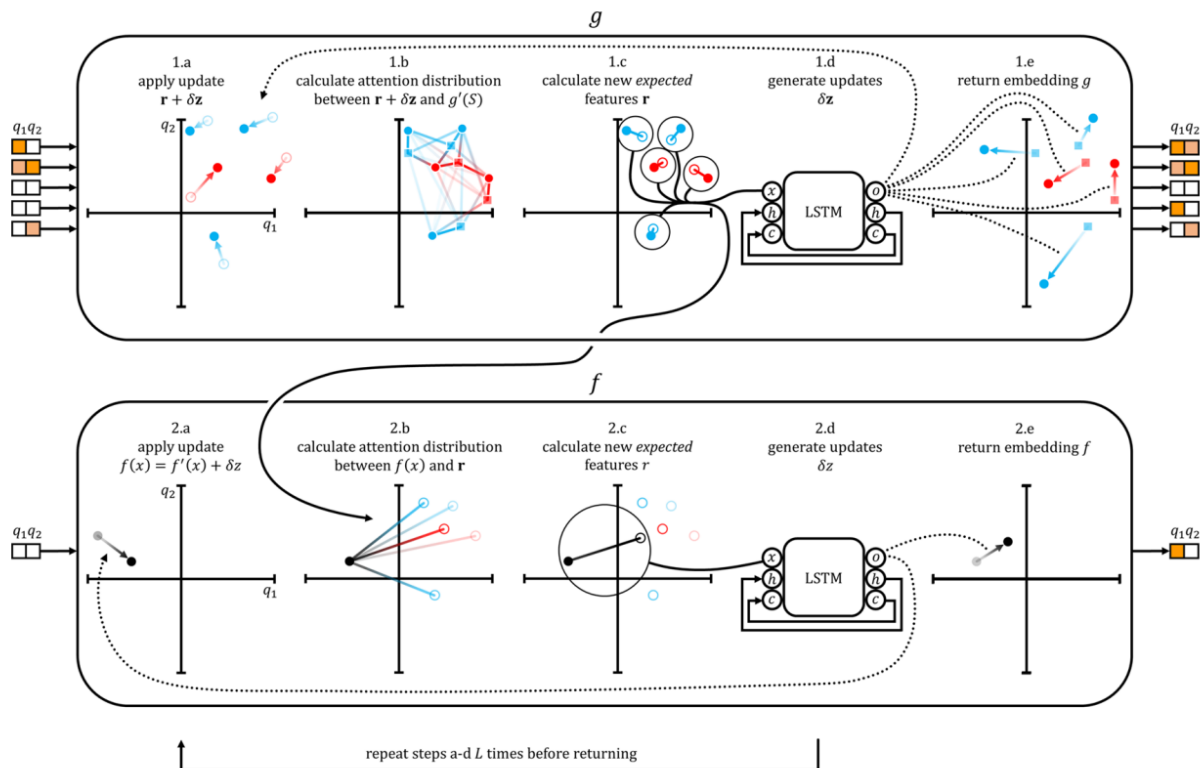 g
1.a
apply update
r + δz
1.b
calculate attention distribution
between r + δz and g′(S)
1.c
calculate new expected
features r
1.d
generate updates
δz
1.e
return embedding g
q₁q₂
q₂
q₁
x
h
c
LSTM
o
h
c
q₁q₂
f
2.a
apply update
f(x) = f′(x) + δz
2.b
calculate attention distribution
between f(x) and r
2.c
calculate new expected
features r
2.d
generate updates
δz
2.e
return embedding f
q₁q₂
q₂
q₁
x
h
c
LSTM
o
h
c
q₁q₂
repeat steps a-d L times before returning